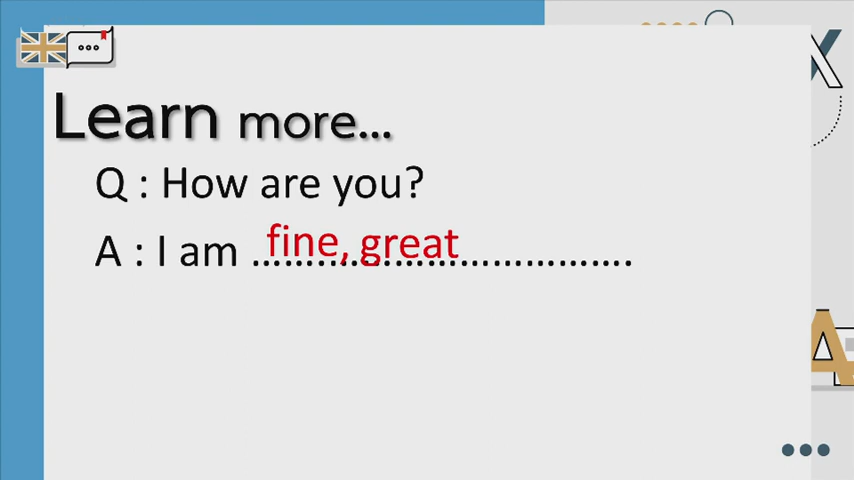 Learn more...
Q : How are you?
A : I am fine, great ……………………………….